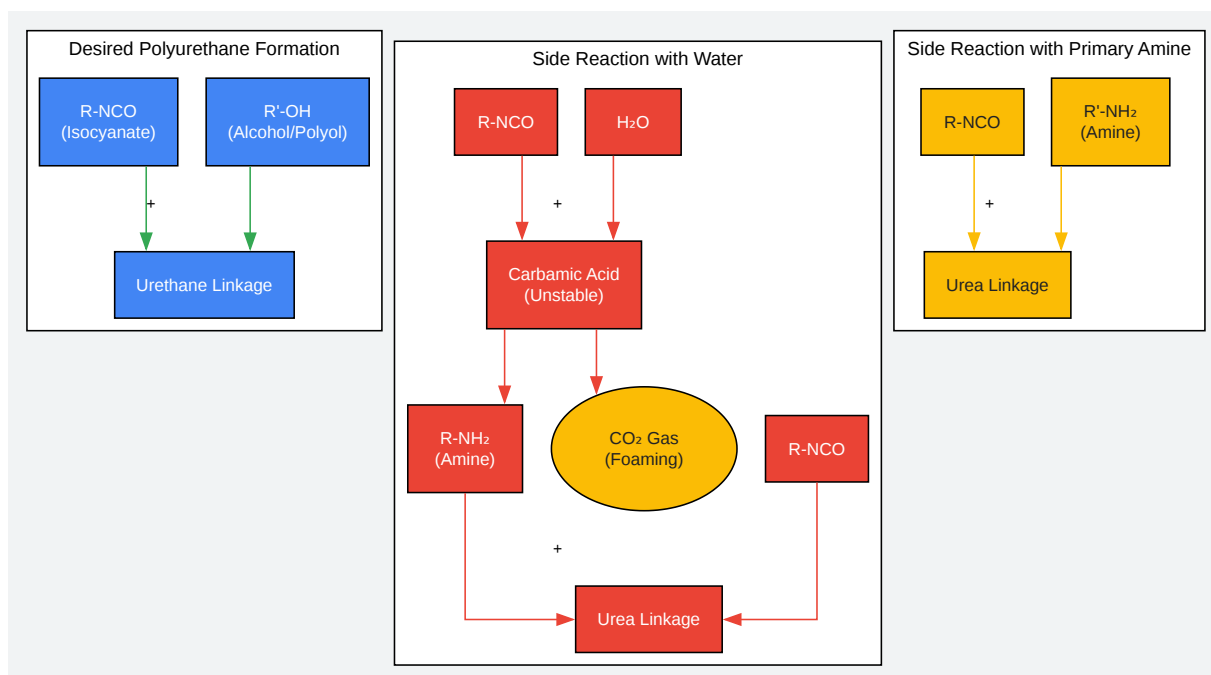 Desired Polyurethane Formation
R-NCO
(Isocyanate)
R'-OH
(Alcohol/Polyol)
+
Urethane Linkage
Side Reaction with Water
R-NCO
H₂O
+
Carbamic Acid
(Unstable)
R-NH₂
(Amine)
CO₂ Gas
(Foaming)
R-NCO
+
Urea Linkage
Side Reaction with Primary Amine
R-NCO
R'-NH₂
(Amine)
+
Urea Linkage